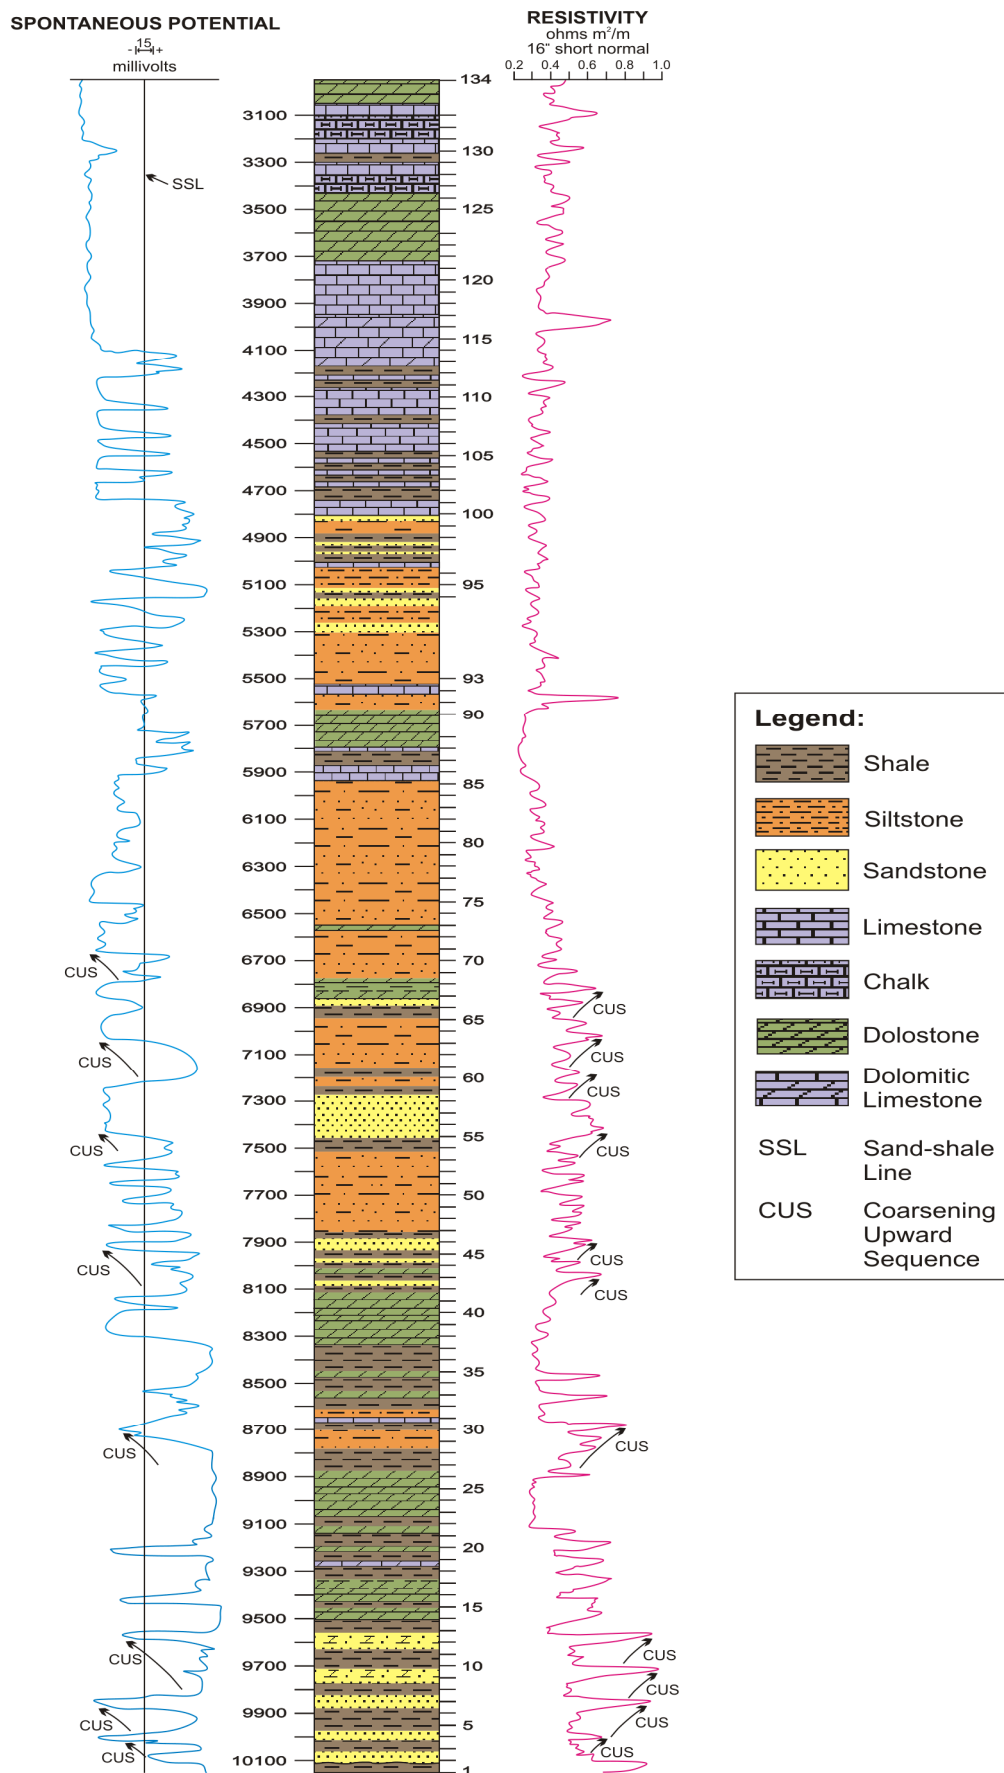 SPONTANEOUS POTENTIAL
-|15|+
millivolts
RESISTIVITY
ohms m²/m
16" short normal
0.2 0.4 0.6 0.8 1.0
134
3100
130
3300
SSL
3500
125
3700
120
3900
115
4100
4300
110
4500
105
4700
100
4900
5100
95
5300
5500
93
90
5700
5900
85
6100
80
6300
75
6500
CUS
6700
70
6900
65
CUS
CUS
7100
CUS
60
CUS
7300
55
CUS
7500
CUS
50
7700
7900
45
CUS
CUS
8100
CUS
40
8300
35
8500
30
8700
CUS
CUS
8900
25
9100
20
9300
15
9500
CUS
CUS
9700
10
CUS
CUS
9900
5
CUS
CUS
CUS
10100
1
Legend:
Shale
Siltstone
Sandstone
Limestone
Chalk
Dolostone
Dolomitic
Limestone
SSL Sand-shale
Line
CUS Coarsening
Upward
Sequence